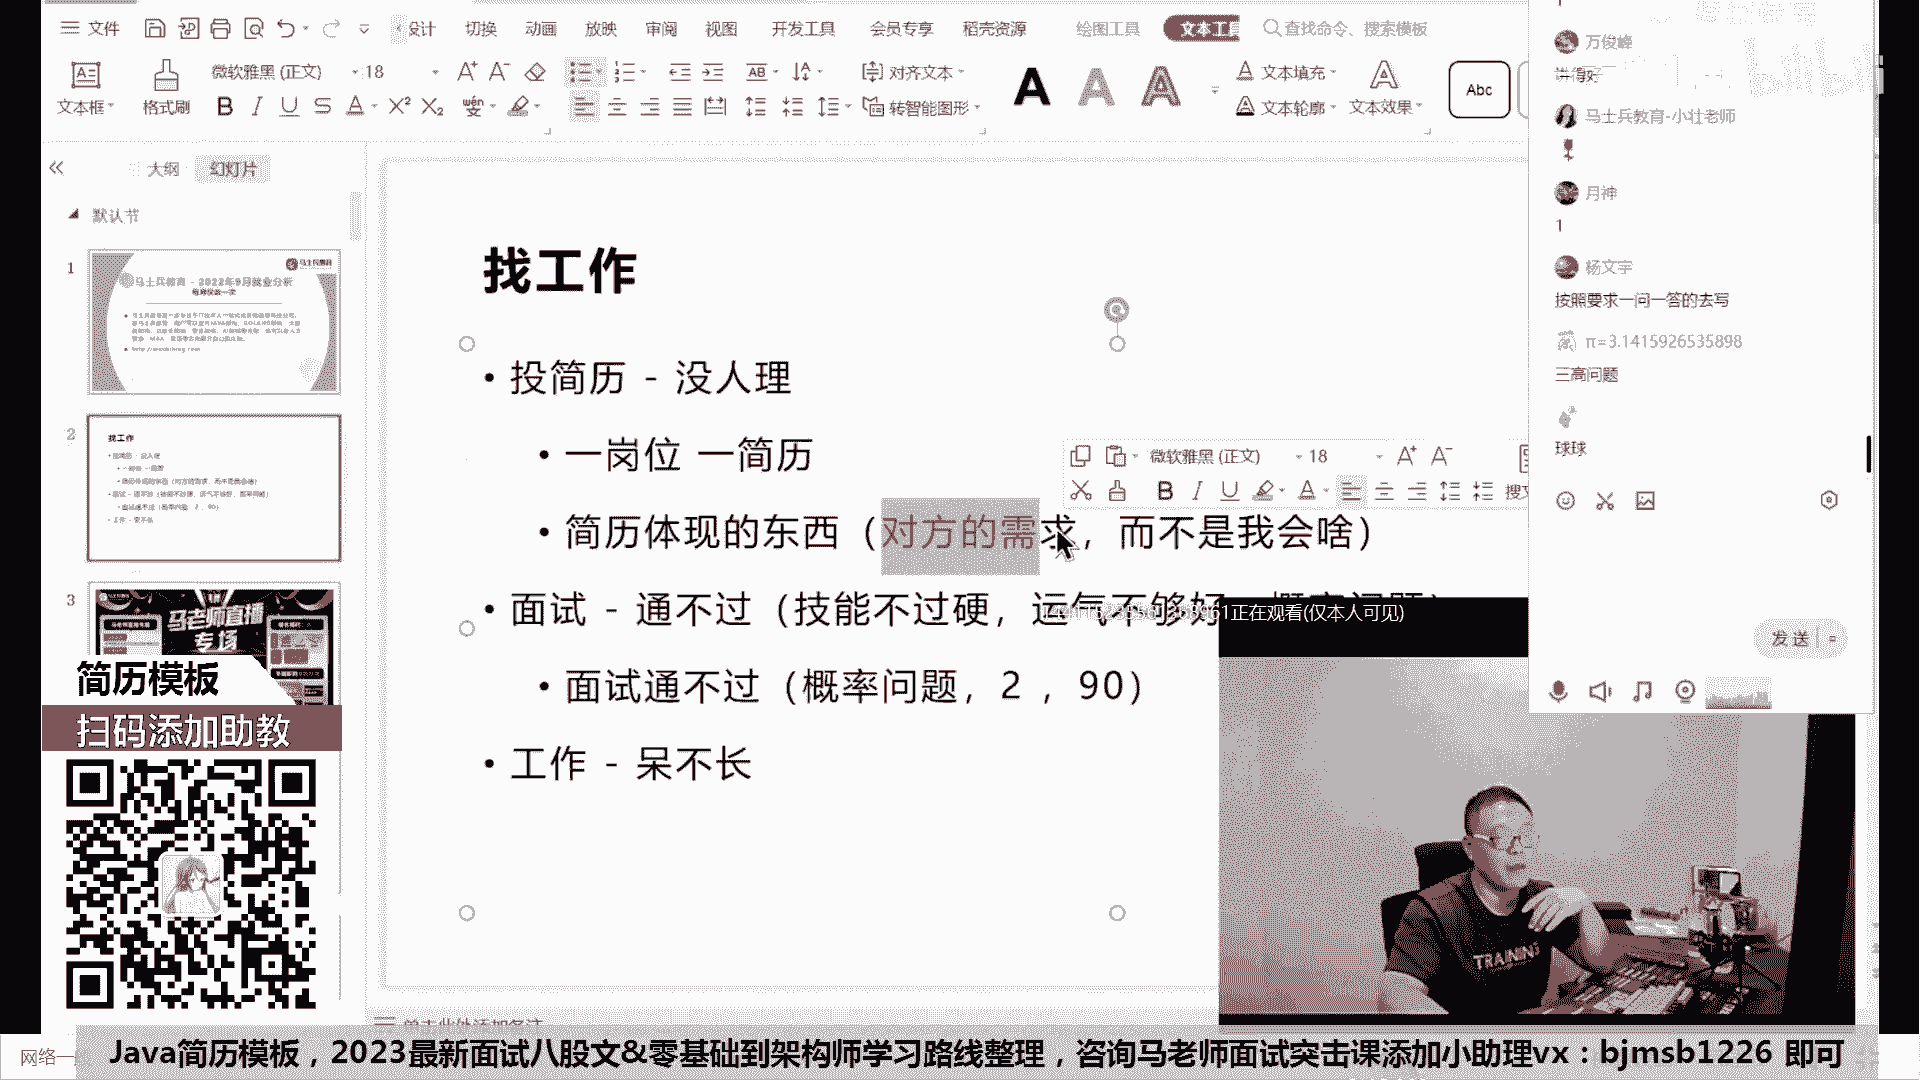 文件
设计
切换
动画
放映
审阅
视图
开发工具
会员专享
稻壳资源
绘图工具
文本工具
查找命令、搜索模板
文本框
格式刷
微软雅黑 (正文)
18
对齐文本
转智能图形
文本填充
文本轮廓
文本效果
Abc
大纲
幻灯片
默认节
1
马士兵教育 - 2022年9月就业分析
2
3
马老师直播
专场
找工作
• 投简历 - 没人理
• 一岗位 一简历
• 简历体现的东西（对方的需求，而不是我会啥）
• 面试 - 通不过（技能不过硬，运气不够好
• 面试通不过（概率问题，2 ，90）
• 工作 - 呆不长
微软雅黑 (正文)
18
正在观看(仅本人可见)
万俊峰
讲得好
马士兵教育-小壮老师
月神
1
杨文宇
按照要求一问一答的去写
π=3.1415926535898
三高问题
球球
发送
bilibili
TRAINING
简历模板
扫码添加助教
单击此处添加备注
Java简历模板，2023最新面试八股文&零基础到架构师学习路线整理，咨询马老师面试突击课添加小助理vx：bjmsb1226 即可